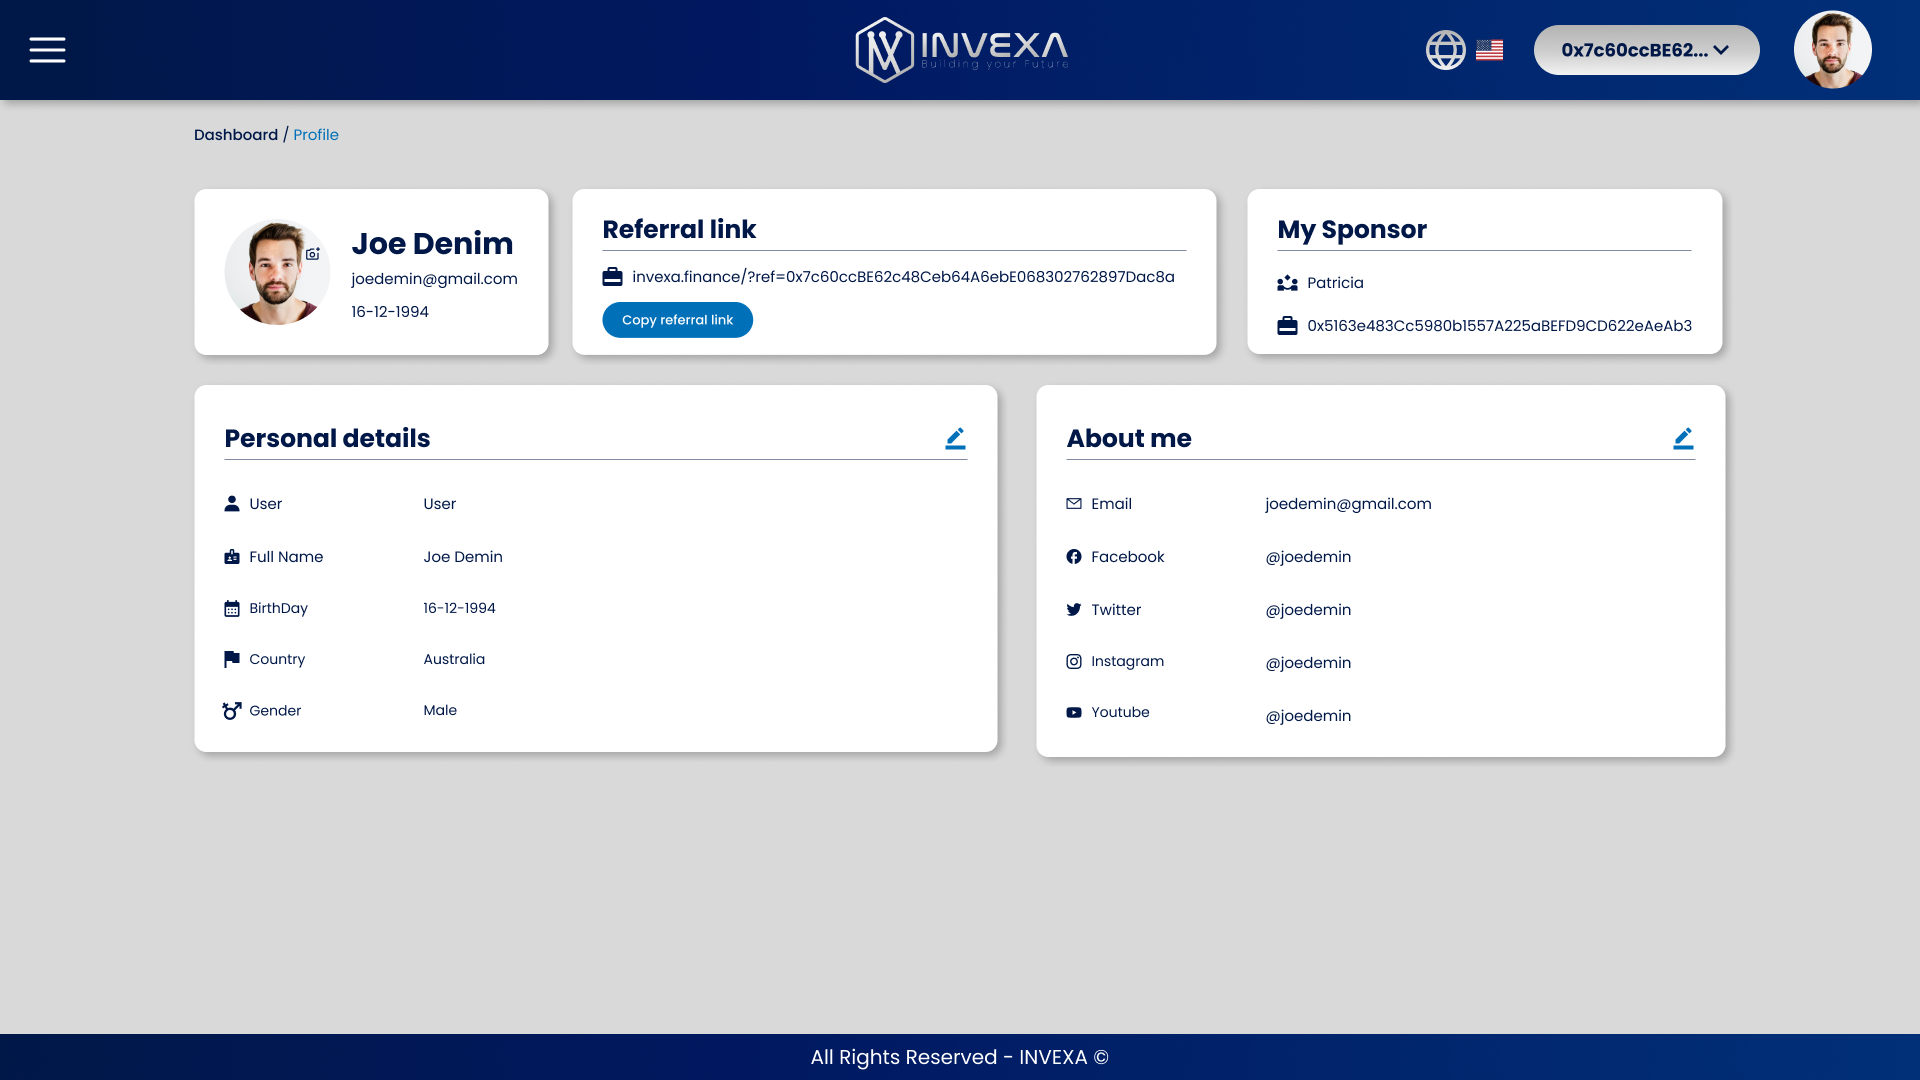 INVEXA
Building your Future
0x7c60ccBE62...
Dashboard / Profile
Joe Denim
joedemin@gmail.com
16-12-1994
Referral link
invexa.finance/?ref=0x7c60ccBE62c48Ceb64A6ebE068302762897Dac8a
Copy referral link
My Sponsor
Patricia
0x5163e483Cc5980b1557A225aBEFD9CD622eAeAb3
Personal details
User User
Full Name Joe Demin
BirthDay 16-12-1994
Country Australia
Gender Male
About me
Email joedemin@gmail.com
Facebook @joedemin
Twitter @joedemin
Instagram @joedemin
Youtube @joedemin
All Rights Reserved - INVEXA ©